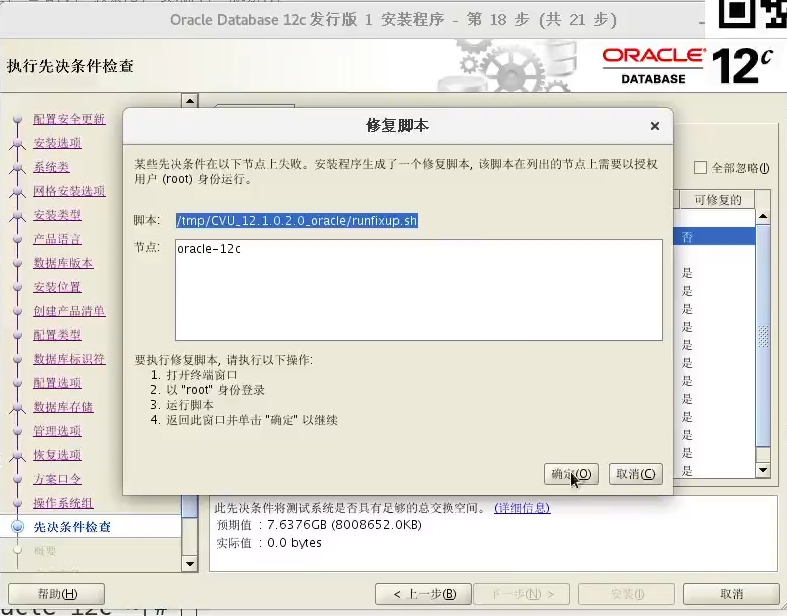 Oracle Database 12c 发行版 1 安装程序 - 第 18 步 (共 21 步)
执行先决条件检查
ORACLE
DATABASE
12c
配置安全更新
安装选项
系统类
网格安装选项
安装类型
产品语言
数据库版本
安装位置
创建产品清单
配置类型
数据库标识符
配置选项
数据库存储
管理选项
恢复选项
方案口令
操作系统组
先决条件检查
概要
修复脚本
某些先决条件在以下节点上失败。安装程序生成了一个修复脚本, 该脚本在列出的节点上需要以授权
用户 (root) 身份运行。
脚本: /tmp/CVU_12.1.0.2.0_oracle/runfixup.sh
节点: oracle-12c
要执行修复脚本, 请执行以下操作:
1. 打开终端窗口
2. 以 "root" 身份登录
3. 运行脚本
4. 返回此窗口并单击 "确定" 以继续
确定(O) 取消(C)
全部忽略(I)
可修复的
否
是
是
是
是
是
是
是
是
是
是
是
是
此先决条件将测试系统是否具有足够的总交换空间。 (详细信息)
预期值 : 7.6376GB (8008652.0KB)
实际值 : 0.0 bytes
帮助(H) < 上一步(B) 下一步(N) > 安装(I) 取消